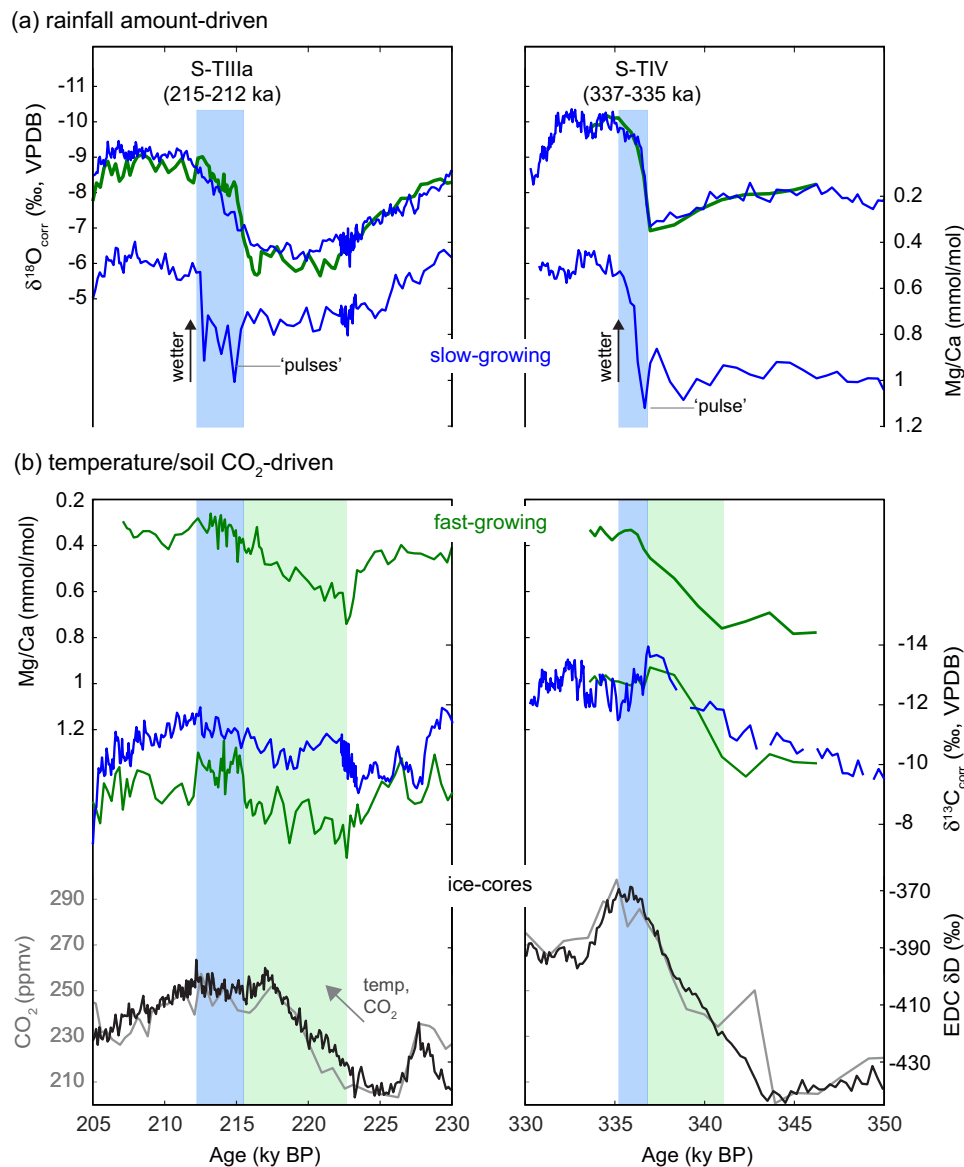 (a) rainfall amount-driven
S-TIIIa
(215-212 ka)
S-TIV
(337-335 ka)
-11
-10
-9
-8
-7
-6
-5
δ¹⁸O_corr (‰, VPDB)
wetter
'pulses'
slow-growing
wetter
'pulse'
0.2
0.4
0.6
0.8
1
1.2
Mg/Ca (mmol/mol)
(b) temperature/soil CO₂-driven
0.2
0.4
0.6
0.8
1
1.2
Mg/Ca (mmol/mol)
fast-growing
-14
-12
-10
-8
δ¹³C_corr (‰, VPDB)
ice-cores
290
270
250
230
210
CO₂ (ppmv)
temp,
CO₂
-370
-390
-410
-430
EDC δD (‰)
205 210 215 220 225 230
Age (ky BP)
330 335 340 345 350
Age (ky BP)